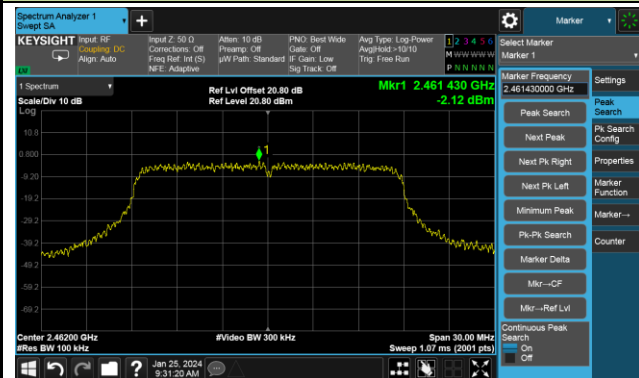 Spectrum Analyzer 1
Swept SA
+
Marker
KEYSIGHT
LXI
Input: RF
Coupling: DC
Align: Auto
Input Z: 50 Ω
Corrections: Off
Freq Ref: Int (S)
NFE: Adaptive
Atten: 10 dB
Preamp: Off
µW Path: Standard
PNO: Best Wide
Gate: Off
IF Gain: Low
Sig Track: Off
Avg Type: Log-Power
Avg|Hold:>10/10
Trig: Free Run
1 2 3 4 5 6
M W W W W W
P N N N N N
Select Marker
Marker 1
1 Spectrum
Scale/Div 10 dB
Log
Ref Lvl Offset 20.80 dB
Ref Level 20.80 dBm
Mkr1 2.461 430 GHz
-2.12 dBm
10.8
0.800
-9.20
-19.2
-29.2
-39.2
-49.2
-59.2
-69.2
1
Center 2.46200 GHz
#Res BW 100 kHz
#Video BW 300 kHz
Span 30.00 MHz
Sweep 1.07 ms (2001 pts)
Marker Frequency
2.461430000 GHz
Peak Search
Next Peak
Next Pk Right
Next Pk Left
Minimum Peak
Pk-Pk Search
Marker Delta
Mkr→CF
Mkr→Ref Lvl
Continuous Peak
Search
On
Off
Settings
Peak
Search
Pk Search
Config
Properties
Marker
Function
Marker→
Counter
?
Jan 25, 2024
9:31:20 AM